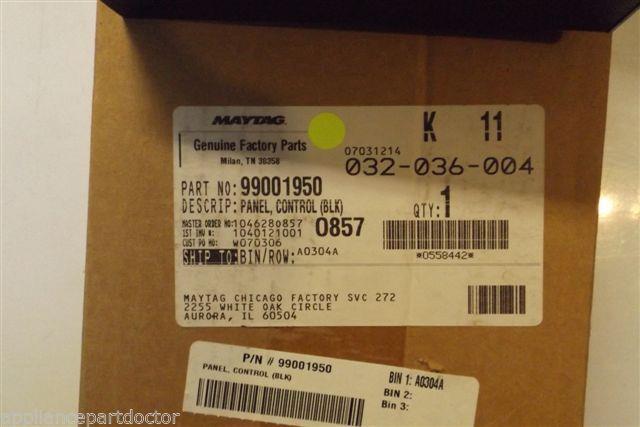 MAYTAG
Genuine Factory Parts
Milan, TN 38358
K 11
07031214
032-036-004
PART NO: 99001950
DESCRIP: PANEL, CONTROL (BLK)
QTY: 1
MASTER ORDER NO: 1046280857
0857
1ST INV #: 1040121001
CUST PO NO: W070306
*0558442*
SHIP TO: BIN/ROW: A0304A
MAYTAG CHICAGO FACTORY SVC 272
2255 WHITE OAK CIRCLE
AURORA, IL 60504
P/N # 99001950
PANEL, CONTROL (BLK)
BIN 1: A0304A
BIN 2:
Bin 3:
appliancepartdoctor